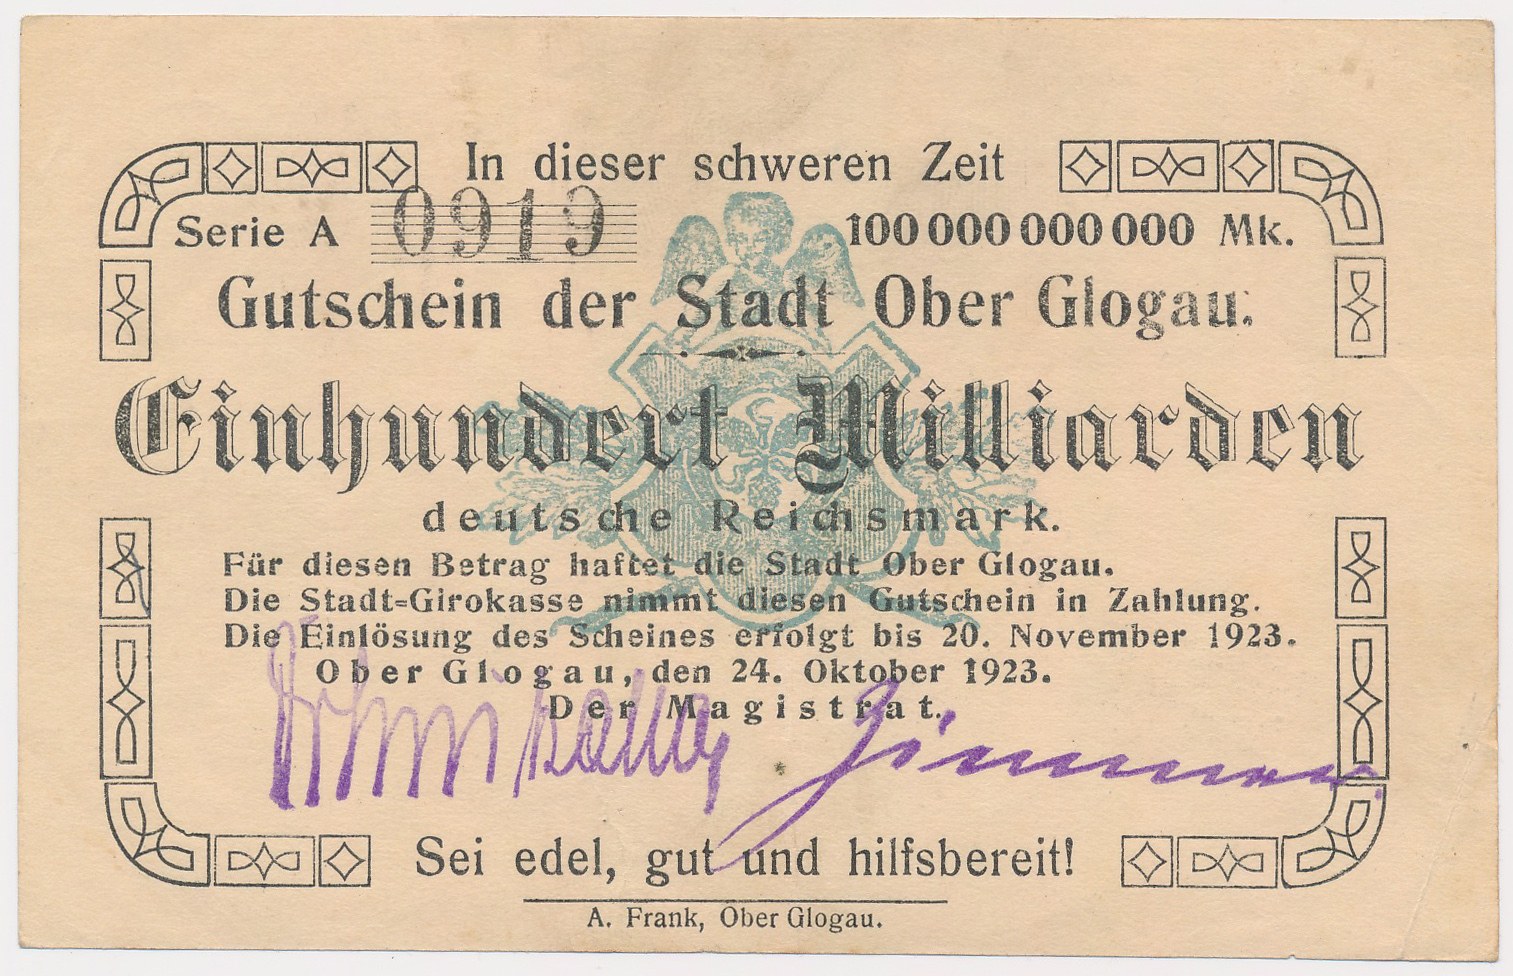 In dieser schweren Zeit
Serie A 0919 100 000 000 000 Mk.
Gutschein der Stadt Ober Glogau.
Einhundert Milliarden
deutsche Reichsmark.
Für diesen Betrag haftet die Stadt Ober Glogau.
Die Stadt-Girokasse nimmt diesen Gutschein in Zahlung.
Die Einlösung des Scheines erfolgt bis 20. November 1923.
Ober Glogau, den 24. Oktober 1923.
Der Magistrat.
Sei edel, gut und hilfsbereit!
A. Frank, Ober Glogau.